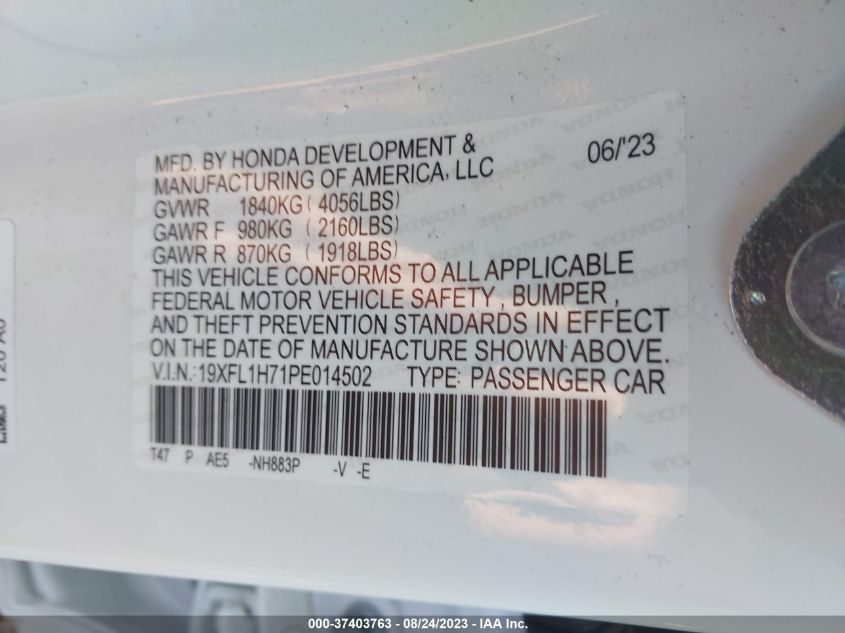 MFD. BY HONDA DEVELOPMENT & 06/'23
MANUFACTURING OF AMERICA, LLC
GVWR 1840KG ( 4056LBS)
GAWR F 980KG ( 2160LBS)
GAWR R 870KG ( 1918LBS)
THIS VEHICLE CONFORMS TO ALL APPLICABLE
FEDERAL MOTOR VEHICLE SAFETY , BUMPER ,
AND THEFT PREVENTION STANDARDS IN EFFECT
ON THE DATE OF MANUFACTURE SHOWN ABOVE.
V.I.N.:19XFL1H71PE014502 TYPE: PASSENGER CAR
T47 P AE5 -NH883P -V -E
000-37403763 - 08/24/2023 - IAA Inc.